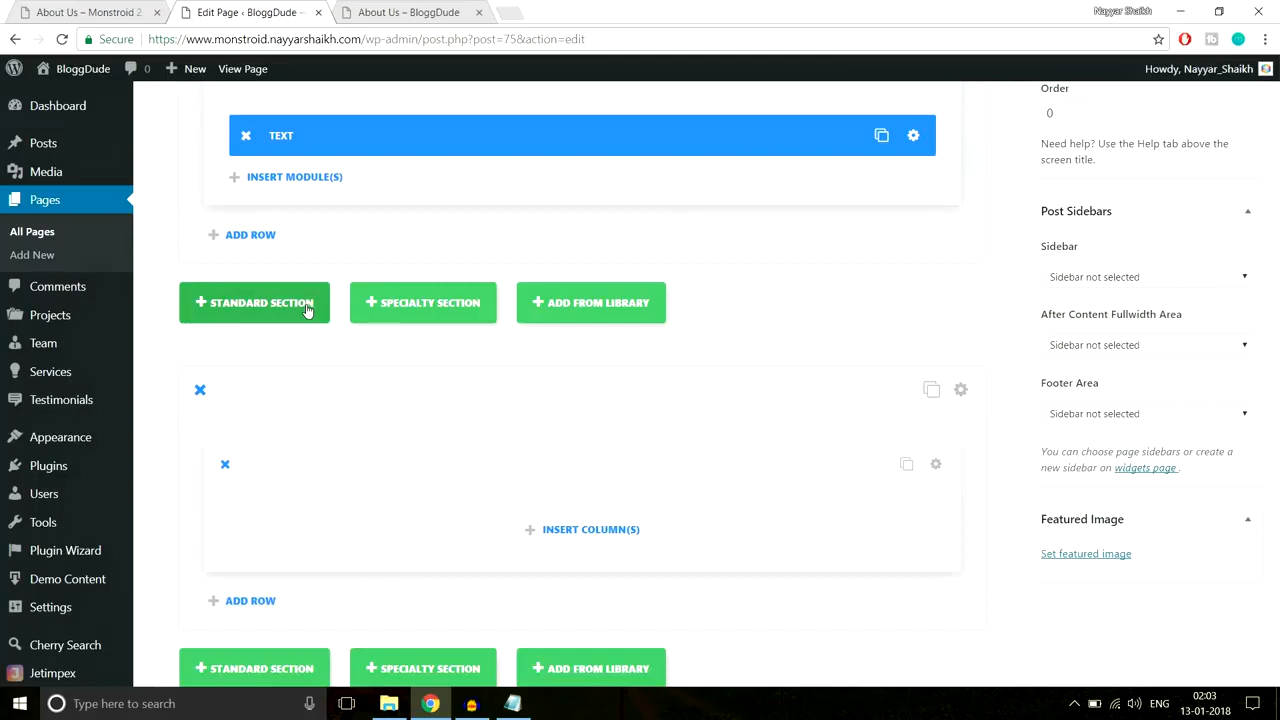 About Us – Monstroid 2
Edit Page ‹ BloggDude —
About Us – BloggDude
Nayyar Shaikh
Secure
https://www.monstroid.nayyarshaikh.com/wp-admin/post.php?post=75&action=edit
BloggDude
0
New
View Page
Howdy, Nayyar_Shaikh
Dashboard
Posts
Media
Pages
All Pages
Add New
Comments
Projects
Team
Services
Testimonials
Appearance
Plugins
Users
Tools
Plugin Wizard
Demo Content
Settings
Cherry Search
Jetimpex
TEXT
INSERT MODULE(S)
ADD ROW
STANDARD SECTION
SPECIALTY SECTION
ADD FROM LIBRARY
INSERT COLUMN(S)
ADD ROW
STANDARD SECTION
SPECIALTY SECTION
ADD FROM LIBRARY
Order
0
Need help? Use the Help tab above the
screen title.
Post Sidebars
Sidebar
Sidebar not selected
After Content Fullwidth Area
Sidebar not selected
Footer Area
Sidebar not selected
You can choose page sidebars or create a
new sidebar on widgets page .
Featured Image
Set featured image
Type here to search
ENG
02:03
13-01-2018